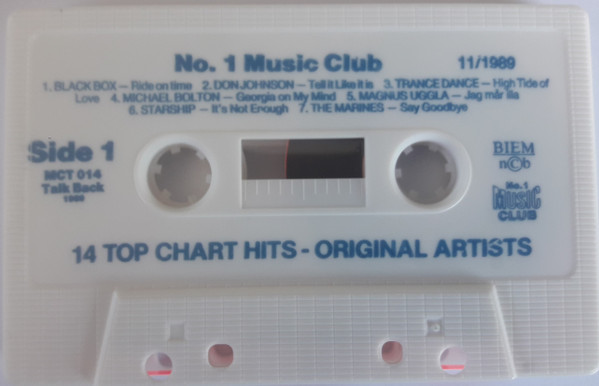 No. 1 Music Club 11/1989
1. BLACK BOX — Ride on time 2. DON JOHNSON — Tell it Like it is 3. TRANCE DANCE — High Tide of
Love 4. MICHAEL BOLTON — Georgia on My Mind 5. MAGNUS UGGLA — Jag mår illa
6. STARSHIP — It's Not Enough 7. THE MARINES — Say Goodbye
Side 1
MCT 014
Talk Back
1989
BIEM
n©b
No. 1
MUSIC
CLUB
14 TOP CHART HITS - ORIGINAL ARTISTS